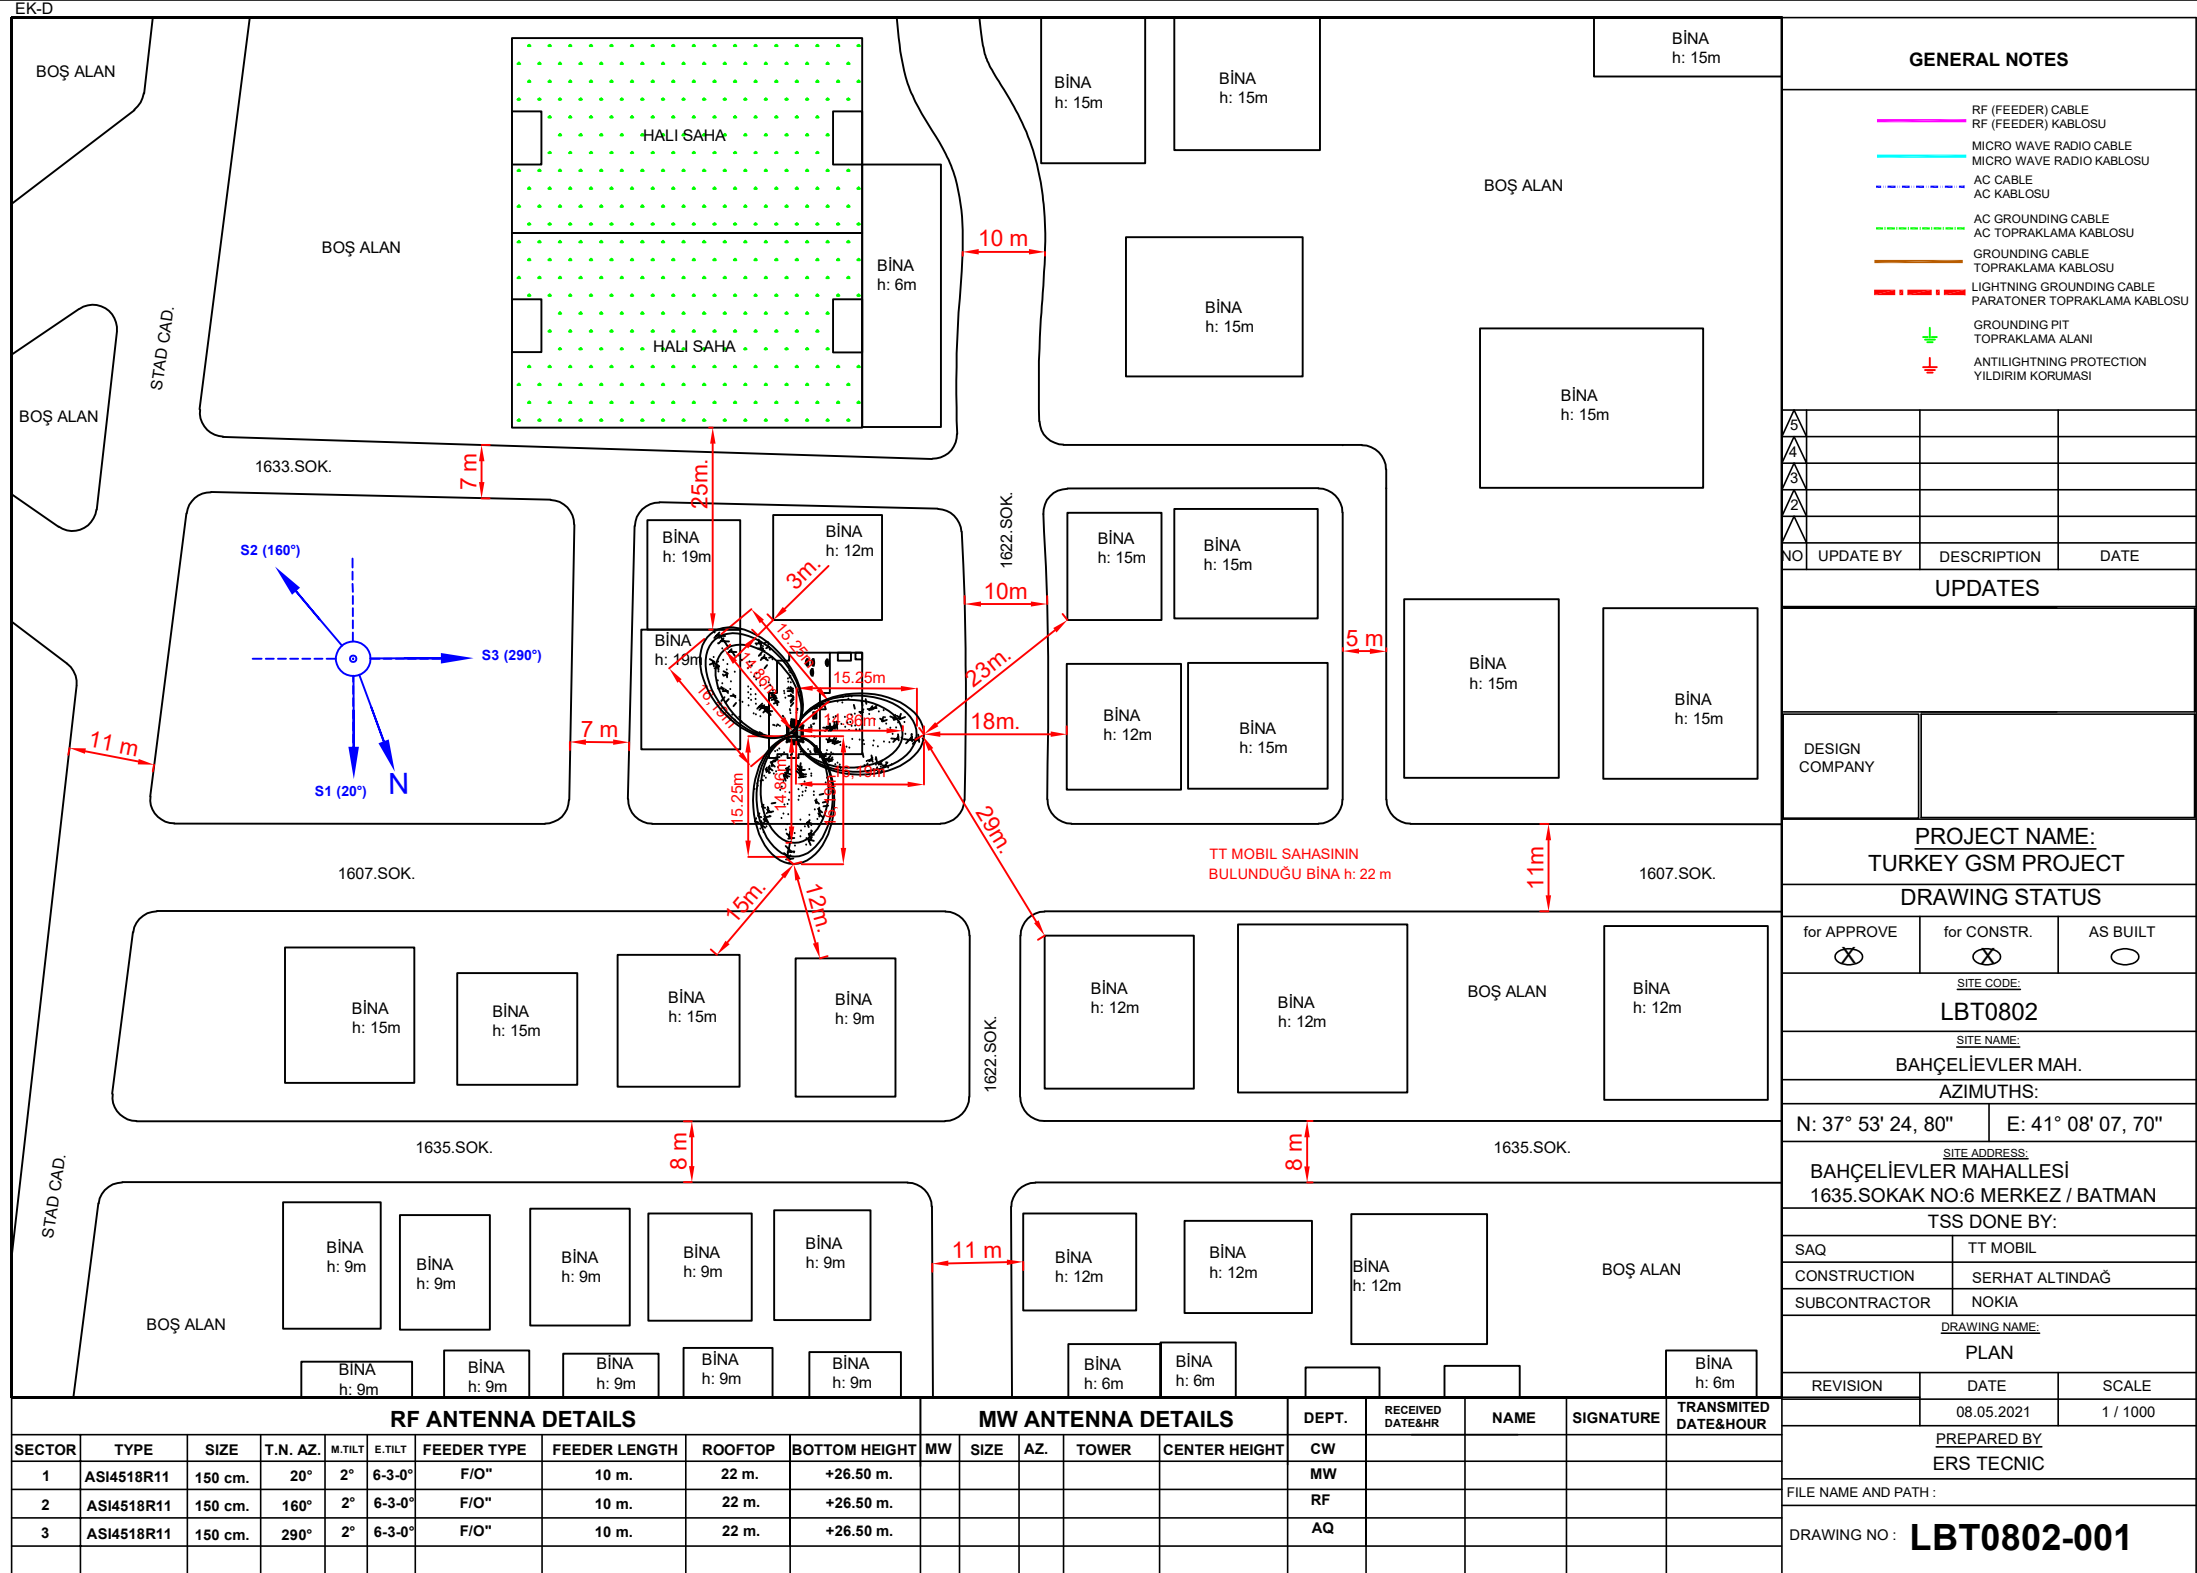 EK-D
BOŞ ALAN
BOŞ ALAN
BOŞ ALAN
STAD CAD.
HALI SAHA
HALI SAHA
BİNA
h: 6m
10 m
BİNA
h: 15m
BİNA
h: 15m
BİNA
h: 15m
BOŞ ALAN
BİNA
h: 15m
BİNA
h: 15m
1633.SOK.
7 m
25m.
1622.SOK.
S2 (160°)
S3 (290°)
S1 (20°)
N
BİNA
h: 19m
BİNA
h: 12m
BİNA
h: 19m
3m.
15.25m
14.86m
16,19m
15.25m
14.86m
16,19m
15.25m
14.86m
16,19m
10m
23m.
18m.
29m.
15m.
12m.
7 m
11 m
5 m
BİNA
h: 15m
BİNA
h: 15m
BİNA
h: 12m
BİNA
h: 15m
BİNA
h: 15m
BİNA
h: 15m
TT MOBIL SAHASININ
BULUNDUĞU BİNA h: 22 m
11m
1607.SOK.
1607.SOK.
BİNA
h: 15m
BİNA
h: 15m
BİNA
h: 15m
BİNA
h: 9m
1622.SOK.
BİNA
h: 12m
BİNA
h: 12m
BOŞ ALAN
BİNA
h: 12m
1635.SOK.
8 m
8 m
1635.SOK.
STAD CAD.
BİNA
h: 9m
BİNA
h: 9m
BİNA
h: 9m
BİNA
h: 9m
BİNA
h: 9m
11 m
BİNA
h: 12m
BİNA
h: 12m
BİNA
h: 12m
BOŞ ALAN
BOŞ ALAN
BİNA
h: 9m
BİNA
h: 9m
BİNA
h: 9m
BİNA
h: 9m
BİNA
h: 9m
BİNA
h: 6m
BİNA
h: 6m
BİNA
h: 6m
GENERAL NOTES
RF (FEEDER) CABLE
RF (FEEDER) KABLOSU
MICRO WAVE RADIO CABLE
MICRO WAVE RADIO KABLOSU
AC CABLE
AC KABLOSU
AC GROUNDING CABLE
AC TOPRAKLAMA KABLOSU
GROUNDING CABLE
TOPRAKLAMA KABLOSU
LIGHTNING GROUNDING CABLE
PARATONER TOPRAKLAMA KABLOSU
GROUNDING PIT
TOPRAKLAMA ALANI
ANTILIGHTNING PROTECTION
YILDIRIM KORUMASI
5
4
3
2
NO UPDATE BY DESCRIPTION DATE
UPDATES
DESIGN
COMPANY
PROJECT NAME:
TURKEY GSM PROJECT
DRAWING STATUS
for APPROVE for CONSTR. AS BUILT
X X
SITE CODE:
LBT0802
SITE NAME:
BAHÇELİEVLER MAH.
AZIMUTHS:
N: 37° 53' 24, 80" E: 41° 08' 07, 70"
SITE ADDRESS:
BAHÇELİEVLER MAHALLESİ
1635.SOKAK NO:6 MERKEZ / BATMAN
TSS DONE BY:
SAQ TT MOBIL
CONSTRUCTION SERHAT ALTINDAĞ
SUBCONTRACTOR NOKIA
DRAWING NAME:
PLAN
REVISION DATE SCALE
08.05.2021 1 / 1000
PREPARED BY
ERS TECNIC
FILE NAME AND PATH :
DRAWING NO : LBT0802-001
RF ANTENNA DETAILS MW ANTENNA DETAILS DEPT. RECEIVED DATE&HR NAME SIGNATURE TRANSMITED DATE&HOUR
SECTOR TYPE SIZE T.N. AZ. M.TILT E.TILT FEEDER TYPE FEEDER LENGTH ROOFTOP BOTTOM HEIGHT MW SIZE AZ. TOWER CENTER HEIGHT CW
1 ASI4518R11 150 cm. 20° 2° 6-3-0° F/O" 10 m. 22 m. +26.50 m. MW
2 ASI4518R11 150 cm. 160° 2° 6-3-0° F/O" 10 m. 22 m. +26.50 m. RF
3 ASI4518R11 150 cm. 290° 2° 6-3-0° F/O" 10 m. 22 m. +26.50 m. AQ